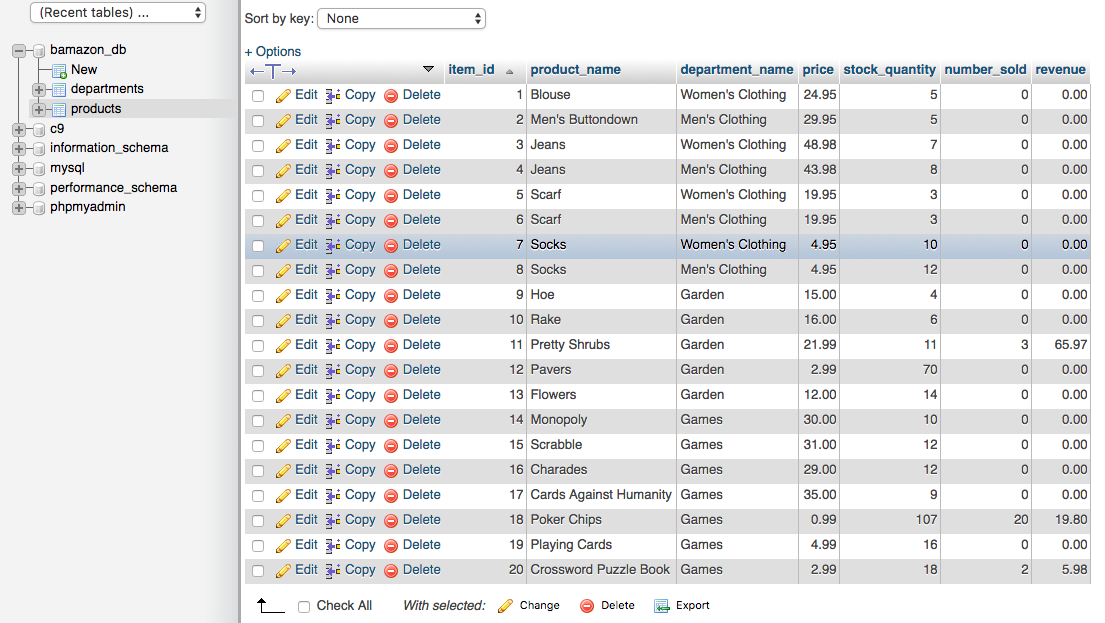 (Recent tables) ...
bamazon_db
New
departments
products
c9
information_schema
mysql
performance_schema
phpmyadmin
Sort by key: None
+ Options
←T→ item_id product_name department_name price stock_quantity number_sold revenue
Edit Copy Delete 1 Blouse Women's Clothing 24.95 5 0 0.00
Edit Copy Delete 2 Men's Buttondown Men's Clothing 29.95 5 0 0.00
Edit Copy Delete 3 Jeans Women's Clothing 48.98 7 0 0.00
Edit Copy Delete 4 Jeans Men's Clothing 43.98 8 0 0.00
Edit Copy Delete 5 Scarf Women's Clothing 19.95 3 0 0.00
Edit Copy Delete 6 Scarf Men's Clothing 19.95 3 0 0.00
Edit Copy Delete 7 Socks Women's Clothing 4.95 10 0 0.00
Edit Copy Delete 8 Socks Men's Clothing 4.95 12 0 0.00
Edit Copy Delete 9 Hoe Garden 15.00 4 0 0.00
Edit Copy Delete 10 Rake Garden 16.00 6 0 0.00
Edit Copy Delete 11 Pretty Shrubs Garden 21.99 11 3 65.97
Edit Copy Delete 12 Pavers Garden 2.99 70 0 0.00
Edit Copy Delete 13 Flowers Garden 12.00 14 0 0.00
Edit Copy Delete 14 Monopoly Games 30.00 10 0 0.00
Edit Copy Delete 15 Scrabble Games 31.00 12 0 0.00
Edit Copy Delete 16 Charades Games 29.00 12 0 0.00
Edit Copy Delete 17 Cards Against Humanity Games 35.00 9 0 0.00
Edit Copy Delete 18 Poker Chips Games 0.99 107 20 19.80
Edit Copy Delete 19 Playing Cards Games 4.99 16 0 0.00
Edit Copy Delete 20 Crossword Puzzle Book Games 2.99 18 2 5.98
Check All With selected: Change Delete Export